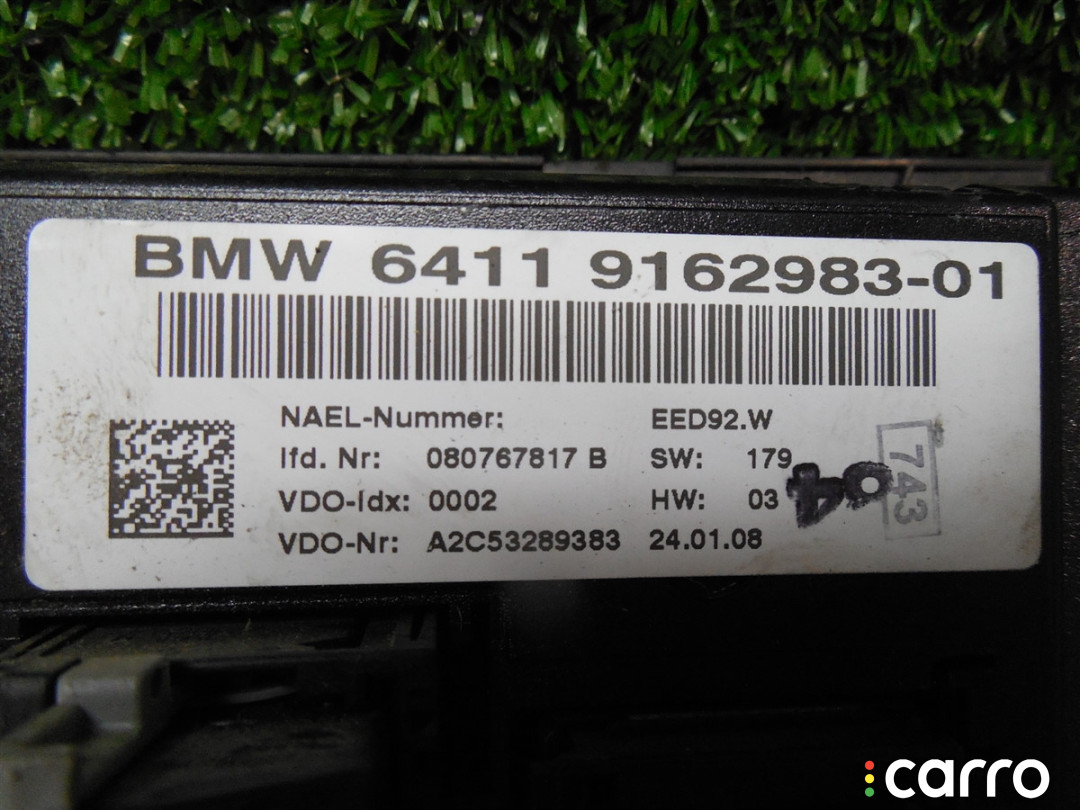 BMW 6411 9162983-01
NAEL-Nummer: EED92.W
lfd. Nr: 080767817 B SW: 179
VDO-Idx: 0002 HW: 03
VDO-Nr: A2C53289383 24.01.08
743
carro